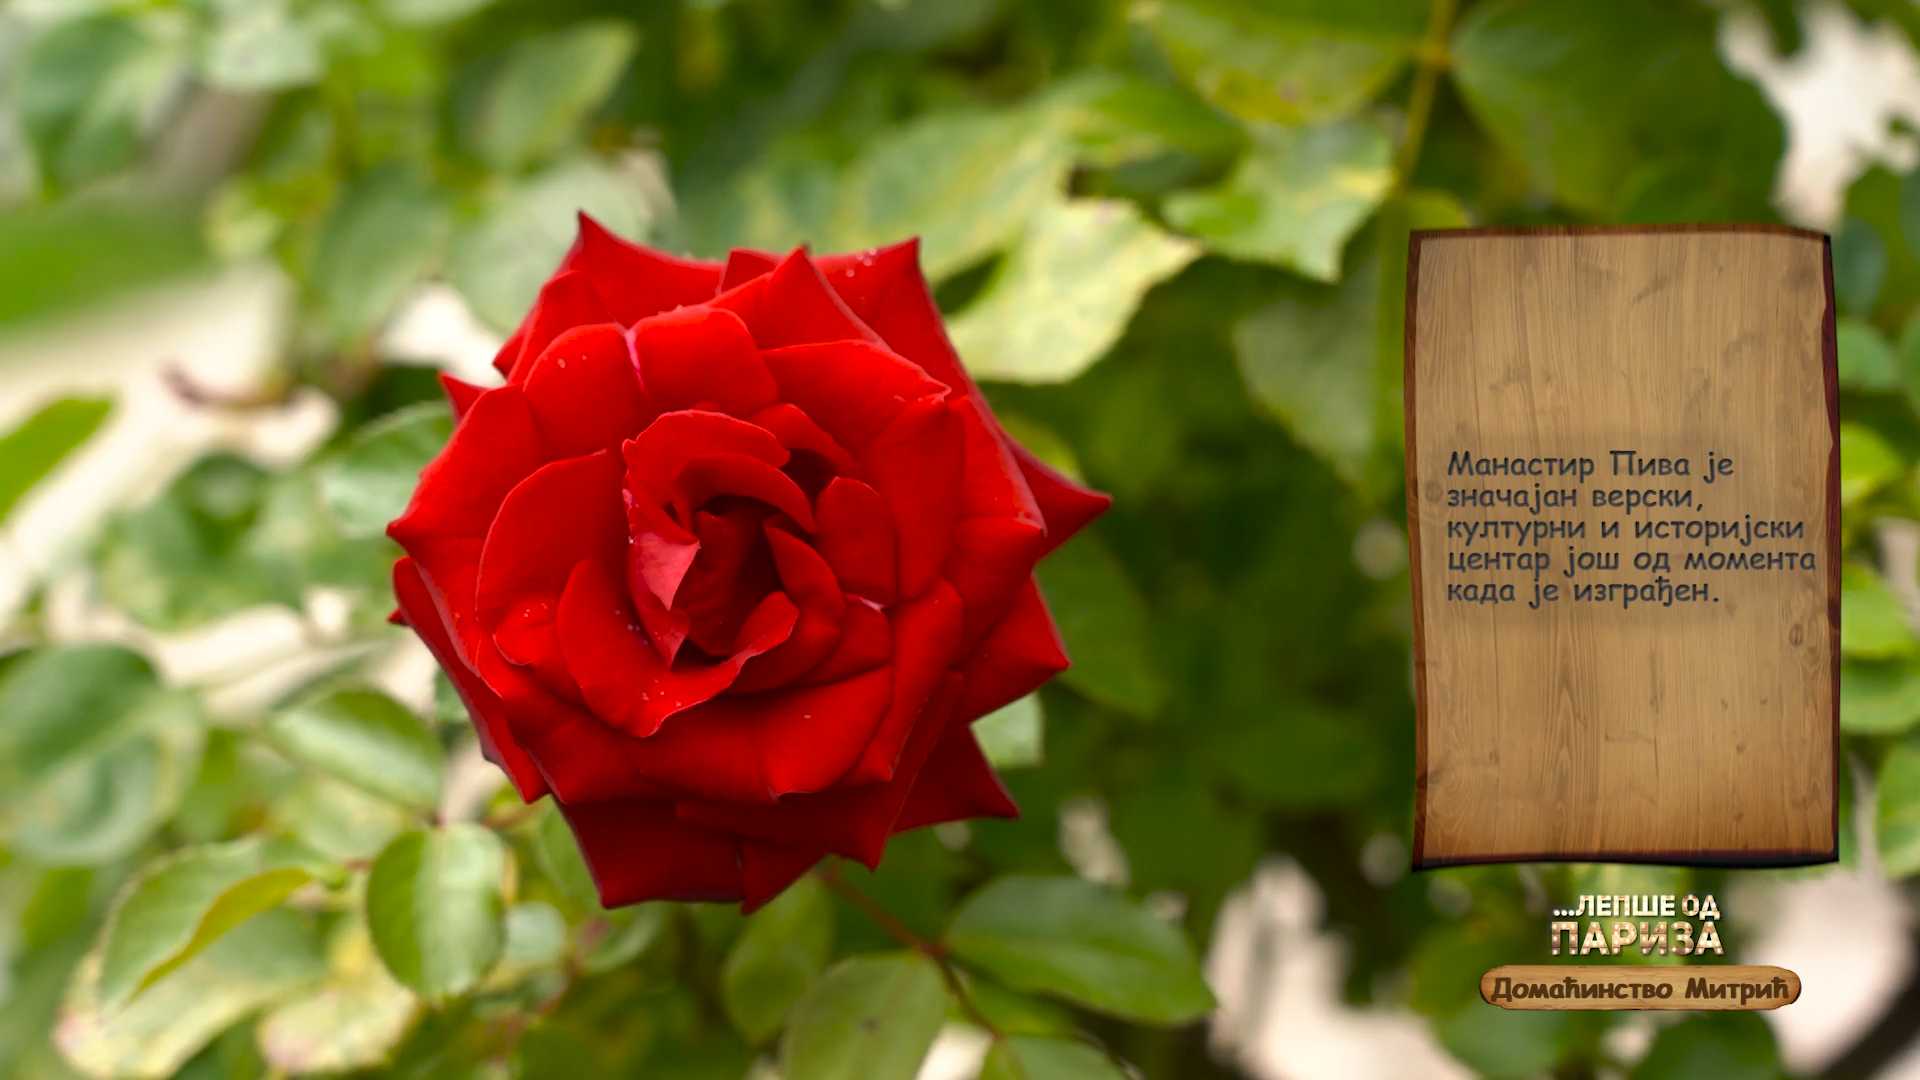 Манастир Пива је
значајан верски,
културни и историјски
центар још од момента
када је изграђен.
...ЛЕПШЕ ОД
ПАРИЗА
Домаћинство Митрић